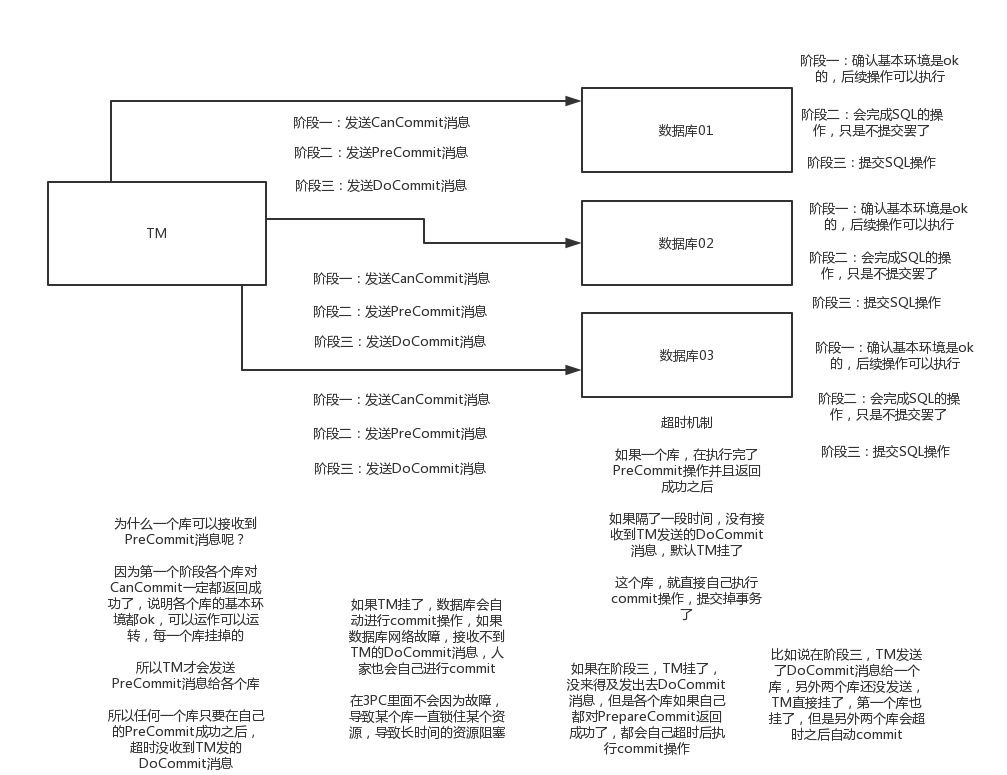 阶段一：确认基本环境是ok
的，后续操作可以执行
阶段一：发送CanCommit消息
数据库01
阶段二：会完成SQL的操
作，只是不提交罢了
阶段二：发送PreCommit消息
阶段三：提交SQL操作
阶段三：发送DoCommit消息
TM
阶段一：确认基本环境是ok
的，后续操作可以执行
数据库02
阶段二：会完成SQL的操
作，只是不提交罢了
阶段一：发送CanCommit消息
阶段二：发送PreCommit消息
阶段三：提交SQL操作
阶段三：发送DoCommit消息
数据库03
阶段一：确认基本环境是ok
的，后续操作可以执行
阶段一：发送CanCommit消息
阶段二：会完成SQL的操
作，只是不提交罢了
阶段二：发送PreCommit消息
阶段三：提交SQL操作
阶段三：发送DoCommit消息
超时机制
如果一个库，在执行完了
PreCommit操作并且返回
成功之后
如果隔了一段时间，没有接
收到TM发送的DoCommit
消息，默认TM挂了
这个库，就直接自己执行
commit操作，提交掉事务
了
为什么一个库可以接收到
PreCommit消息呢？
因为第一个阶段各个库对
CanCommit一定都返回成
功了，说明各个库的基本环
境都ok，可以运作可以运
转，每一个库挂掉的
所以TM才会发送
PreCommit消息给各个库
所以任何一个库只要在自己
的PreCommit成功之后，
超时没收到TM发的
DoCommit消息
如果TM挂了，数据库会自
动进行commit操作，如果
数据库网络故障，接收不到
TM的DoCommit消息，人
家也会自己进行commit
在3PC里面不会因为故障，
导致某个库一直锁住某个资
源，导致长时间的资源阻塞
如果在阶段三，TM挂了，
没来得及发出去DoCommit
消息，但是各个库如果自己
都对PrepareCommit返回
成功了，都会自己超时后执
行commit操作
比如说在阶段三，TM发送
了DoCommit消息给一个
库，另外两个库还没发送，
TM直接挂了，第一个库也
挂了，但是另外两个库会超
时之后自动commit